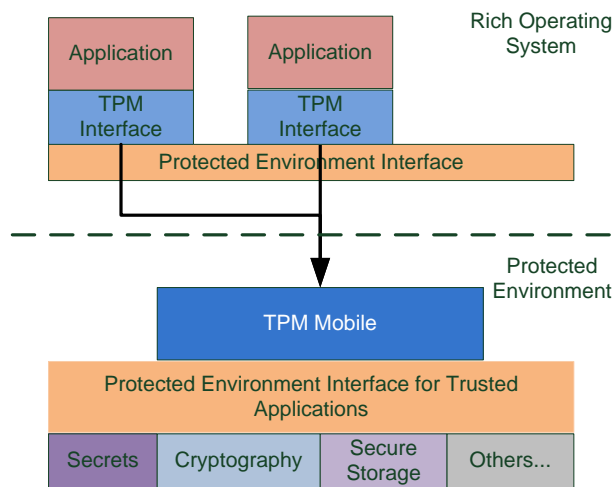 Rich Operating
System
Application
Application
TPM
Interface
TPM
Interface
Protected Environment Interface
Protected
Environment
TPM Mobile
Protected Environment Interface for Trusted
Applications
Secrets
Cryptography
Secure
Storage
Others...